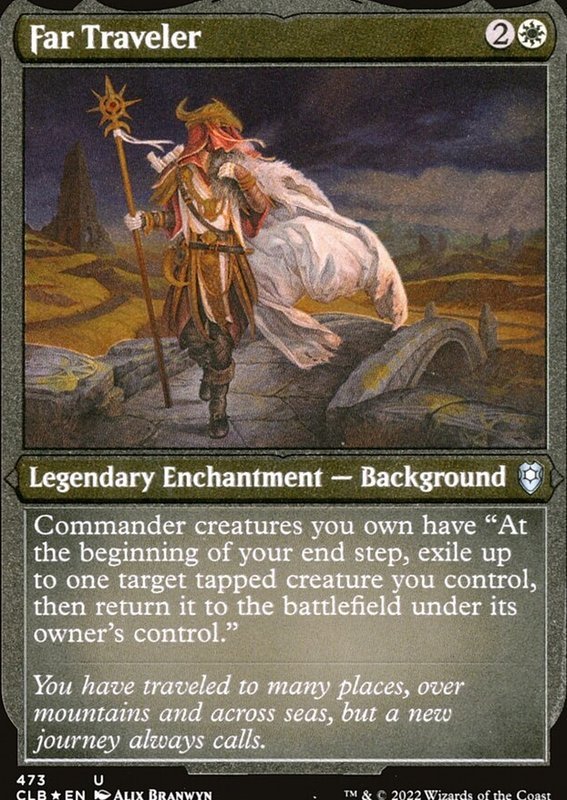 Far Traveler 2
Legendary Enchantment — Background
Commander creatures you own have “At
the beginning of your end step, exile up
to one target tapped creature you control,
then return it to the battlefield under its
owner’s control.”
You have traveled to many places, over
mountains and across seas, but a new
journey always calls.
473 U
CLB★EN Alix Branwyn ™ & © 2022 Wizards of the Coast